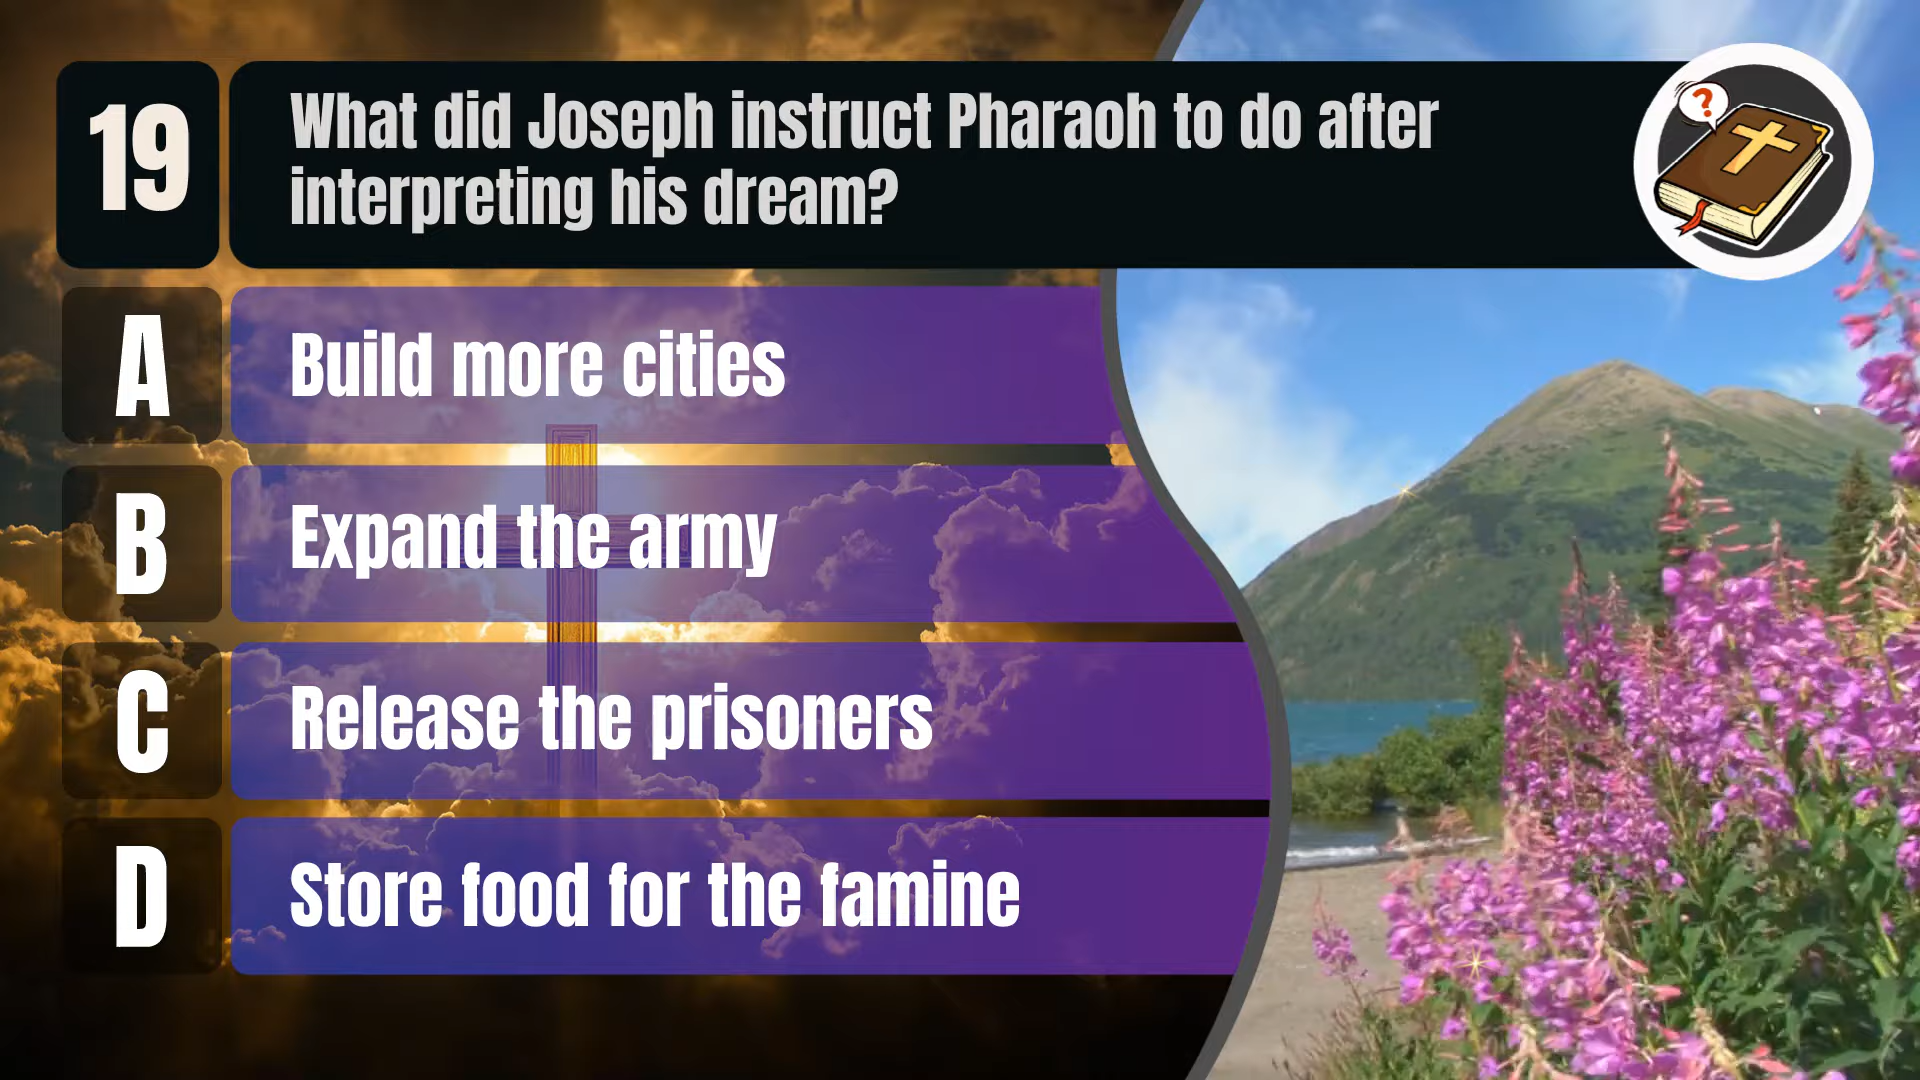 19
What did Joseph instruct Pharaoh to do after
interpreting his dream?
?
A
Build more cities
B
Expand the army
C
Release the prisoners
D
Store food for the famine